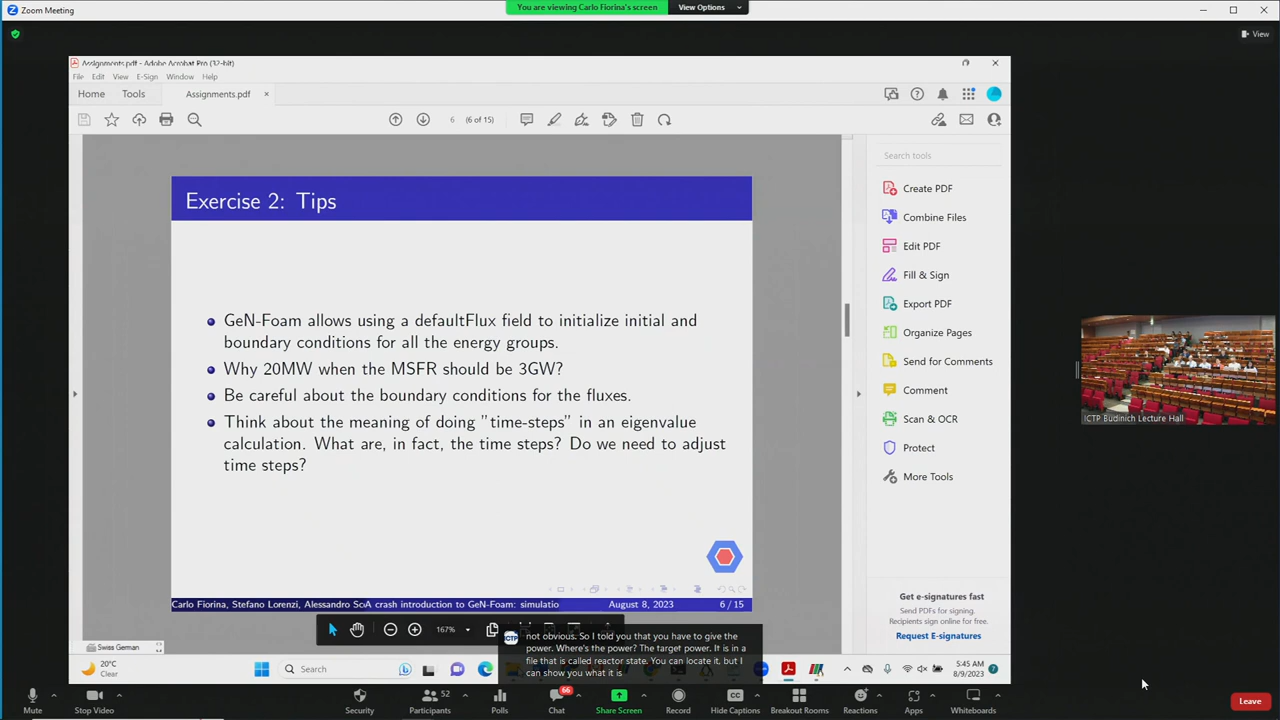 Zoom Meeting
You are viewing Carlo Fiorina's screen
View Options
View
Assignments.pdf - Adobe Acrobat Pro (32-bit)
File Edit View E-Sign Window Help
Home Tools Assignments.pdf ×
6 (6 of 15)
Exercise 2: Tips
GeN-Foam allows using a defaultFlux field to initialize initial and
boundary conditions for all the energy groups.
Why 20MW when the MSFR should be 3GW?
Be careful about the boundary conditions for the fluxes.
Think about the meaning of doing "time-steps" in an eigenvalue
calculation. What are, in fact, the time steps? Do we need to adjust
time steps?
Carlo Fiorina, Stefano Lorenzi, Alessandro Sc A crash introduction to GeN-Foam: simulatio August 8, 2023 6 / 15
167%
Search tools
Create PDF
Combine Files
Edit PDF
Fill & Sign
Export PDF
Organize Pages
Send for Comments
Comment
Scan & OCR
Protect
More Tools
Get e-signatures fast
Send PDFs for signing.
Recipients sign online for free.
Request E-signatures
ICTP Budinich Lecture Hall
Swiss German
ICTP
not obvious. So I told you that you have to give the
power. Where's the power? The target power. It is in a
file that is called reactor state. You can locate it, but I
can show you what it is
20°C
Clear
Search
5:45 AM
8/9/2023
Mute
Stop Video
Security
52
Participants
Polls
66
Chat
Share Screen
Record
CC
Hide Captions
Breakout Rooms
Reactions
Apps
Whiteboards
Leave